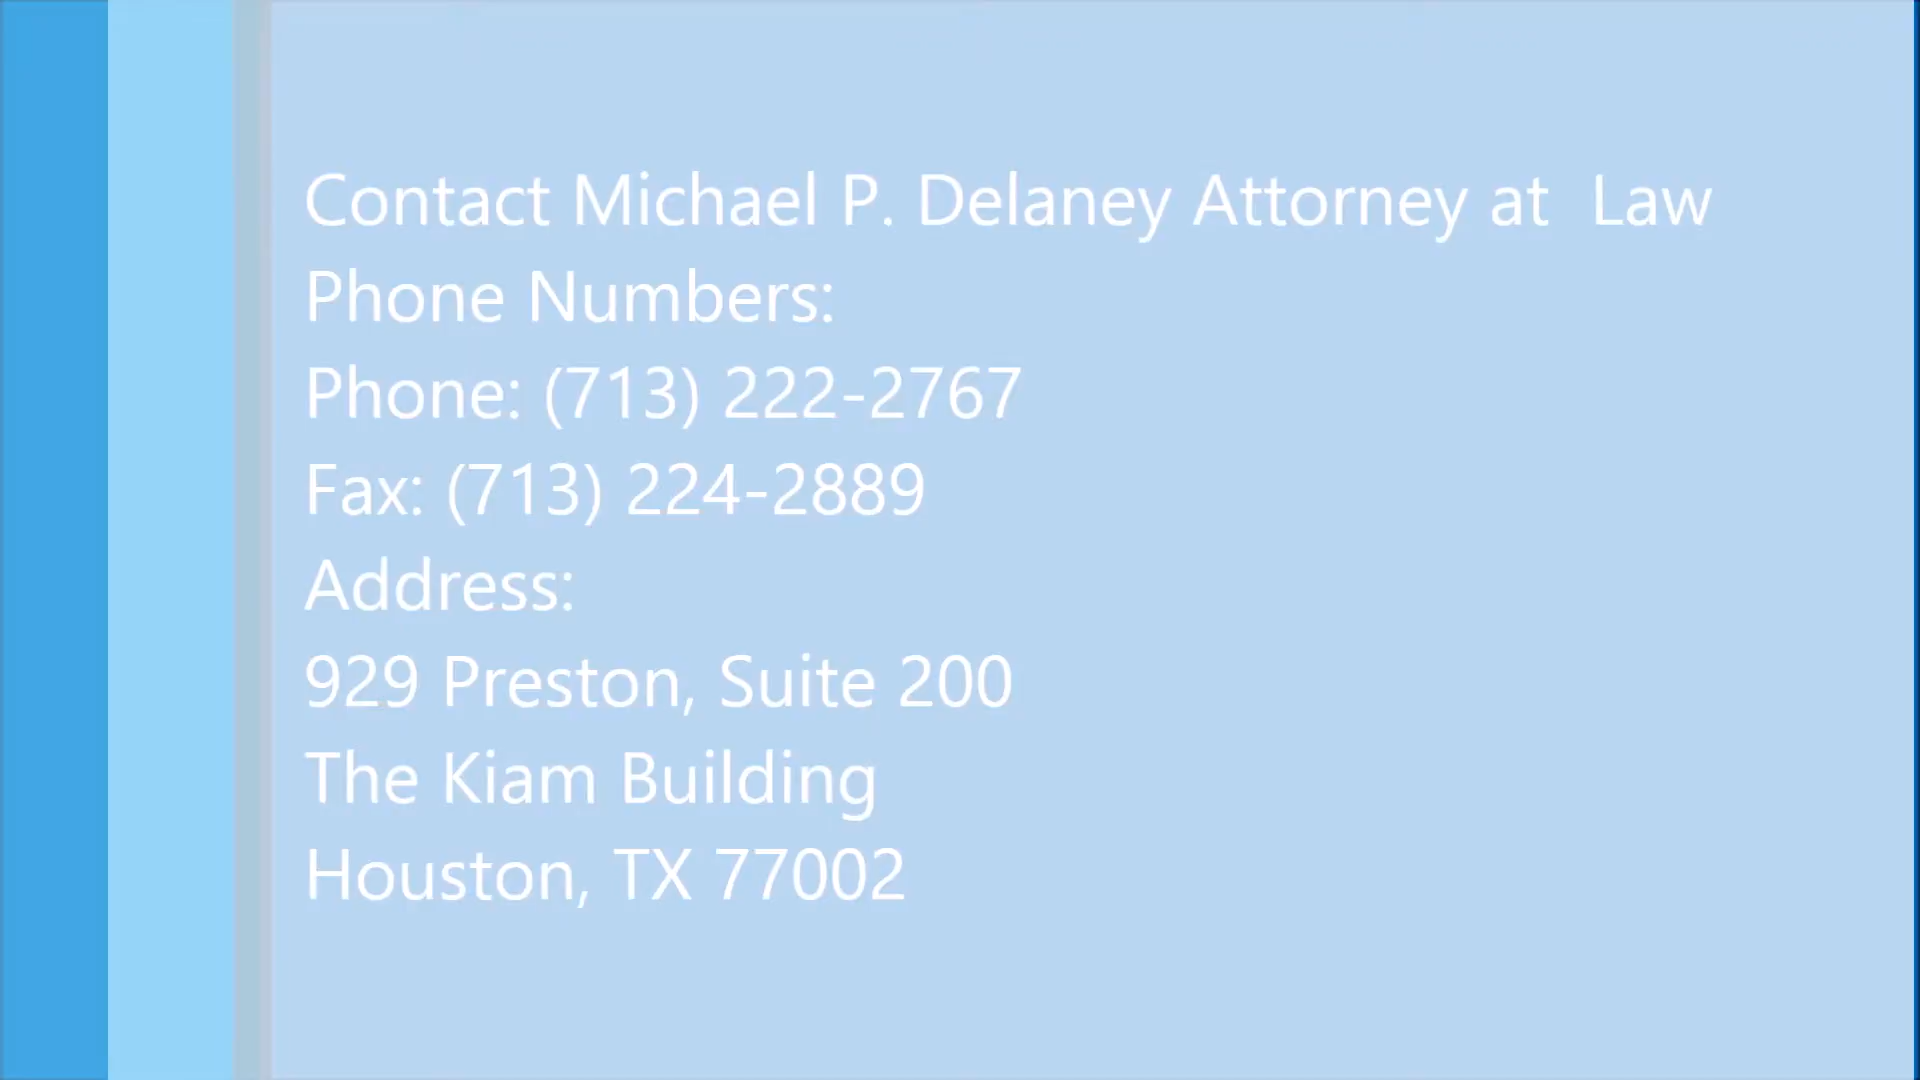 Contact Michael P. Delaney Attorney at  Law
Phone Numbers:
Phone: (713) 222-2767
Fax: (713) 224-2889
Address:
929 Preston, Suite 200
The Kiam Building
Houston, TX 77002